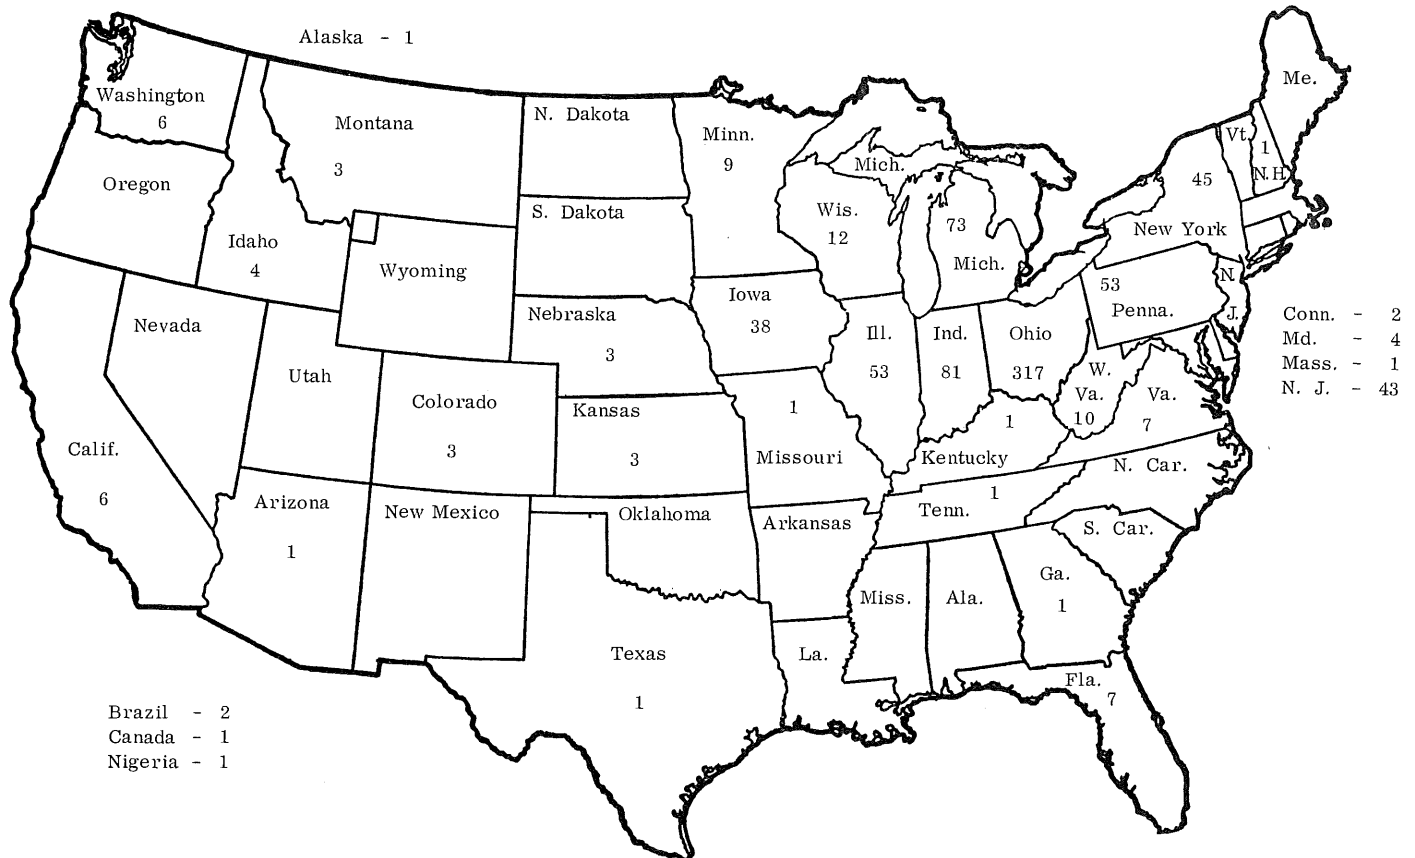 Alaska - 1
Me.
Washington
6
Montana
3
N. Dakota
Minn.
9
Vt.
1
N.H.
Mich.
45
New York
Oregon
S. Dakota
Wis.
12
73
Mich.
Idaho
4
Wyoming
53
Penna.
N.
J.
Iowa
38
Nebraska
3
Nevada
Ill.
53
Ind.
81
Ohio
317
Conn. - 2
Md. - 4
Mass. - 1
N. J. - 43
W.
Va.
10
Va.
7
Utah
Colorado
3
Kansas
3
1
Missouri
1
Kentucky
Calif.
6
N. Car.
1
Tenn.
Arizona
1
New Mexico
Oklahoma
Arkansas
S. Car.
Ga.
1
Miss.
Ala.
Texas
1
La.
Fla.
7
Brazil - 2
Canada - 1
Nigeria - 1